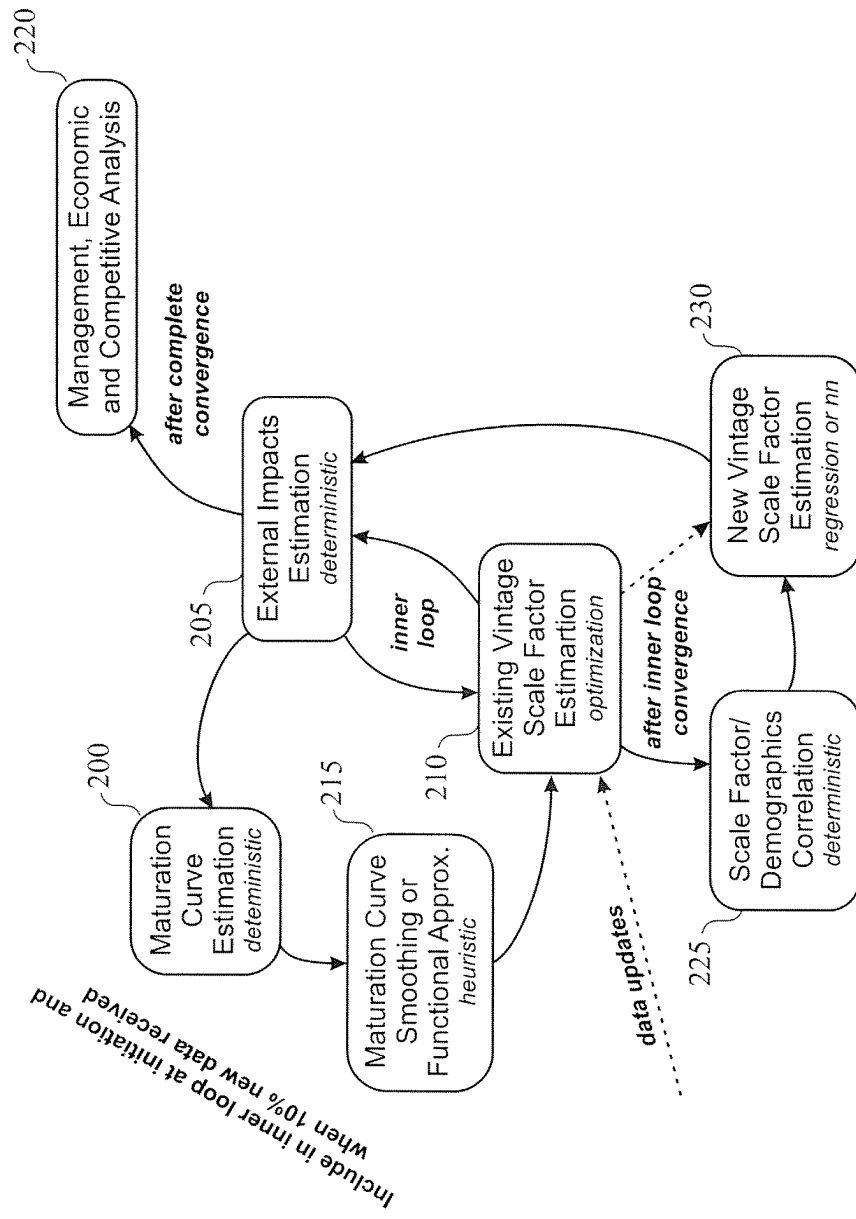 220
Management, Economic
and Competitive Analysis
after complete
convergence
205
External Impacts
Estimation
deterministic
200
Maturation
Curve
Estimation
deteministic
Include in inner loop at initiation and
when 10% new data received
215
Maturation Curve
Smoothing or
Functional Approx.
heuristic
inner
loop
210
Existing Vintage
Scale Factor
Estimartion
optimization
data updates
after inner loop
convergence
225
Scale Factor/
Demographics
Correlation
deterministic
230
New Vintage
Scale Factor
Estimation
regression or nn